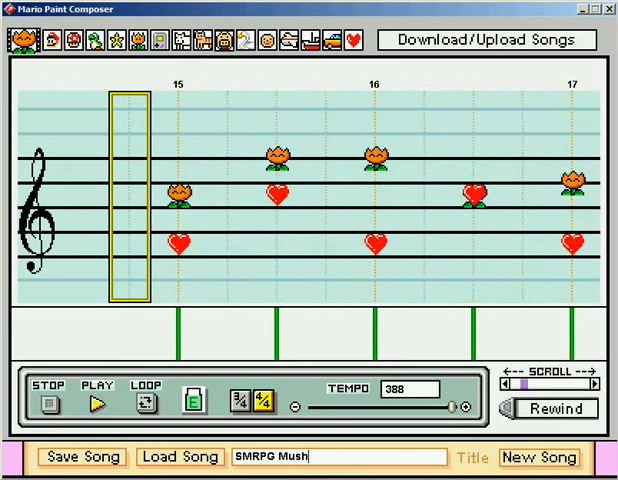 Mario Paint Composer
Download/Upload Songs
15 16 17
STOP PLAY LOOP E 3/4 4/4 TEMPO 388
<-- SCROLL -->
Rewind
Save Song Load Song SMRPG Mush Title New Song